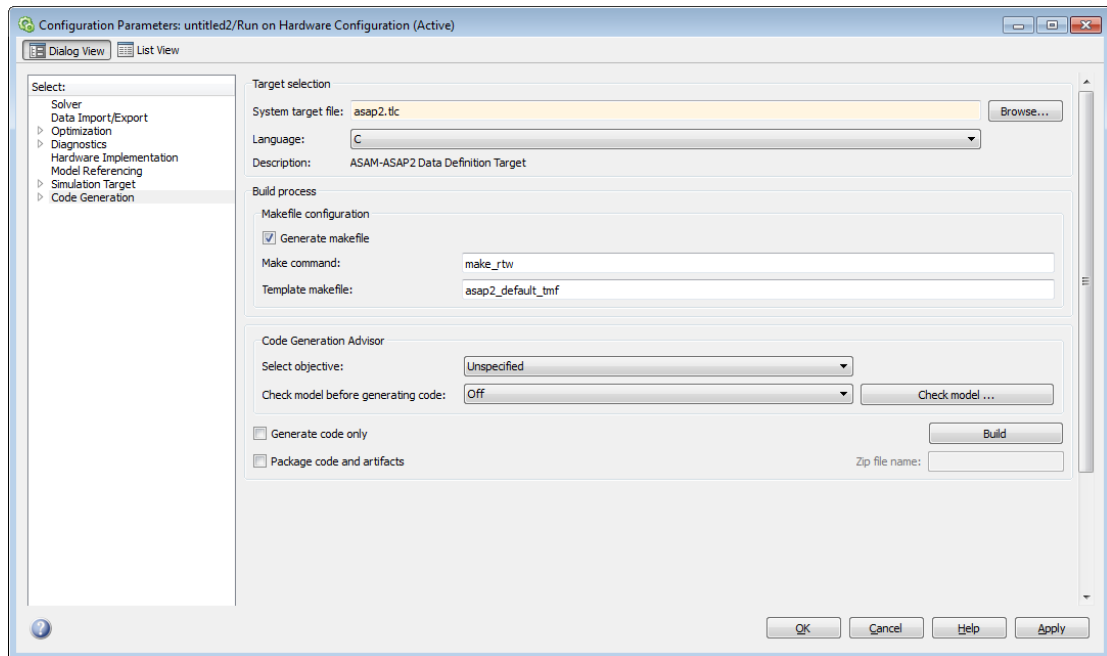 Configuration Parameters: untitled2/Run on Hardware Configuration (Active)
Dialog View List View
Select:
Solver
Data Import/Export
Optimization
Diagnostics
Hardware Implementation
Model Referencing
Simulation Target
Code Generation
Target selection
System target file: asap2.tlc Browse...
Language: C
Description: ASAM-ASAP2 Data Definition Target
Build process
Makefile configuration
Generate makefile
Make command: make_rtw
Template makefile: asap2_default_tmf
Code Generation Advisor
Select objective: Unspecified
Check model before generating code: Off Check model ...
Generate code only Build
Package code and artifacts Zip file name:
OK Cancel Help Apply